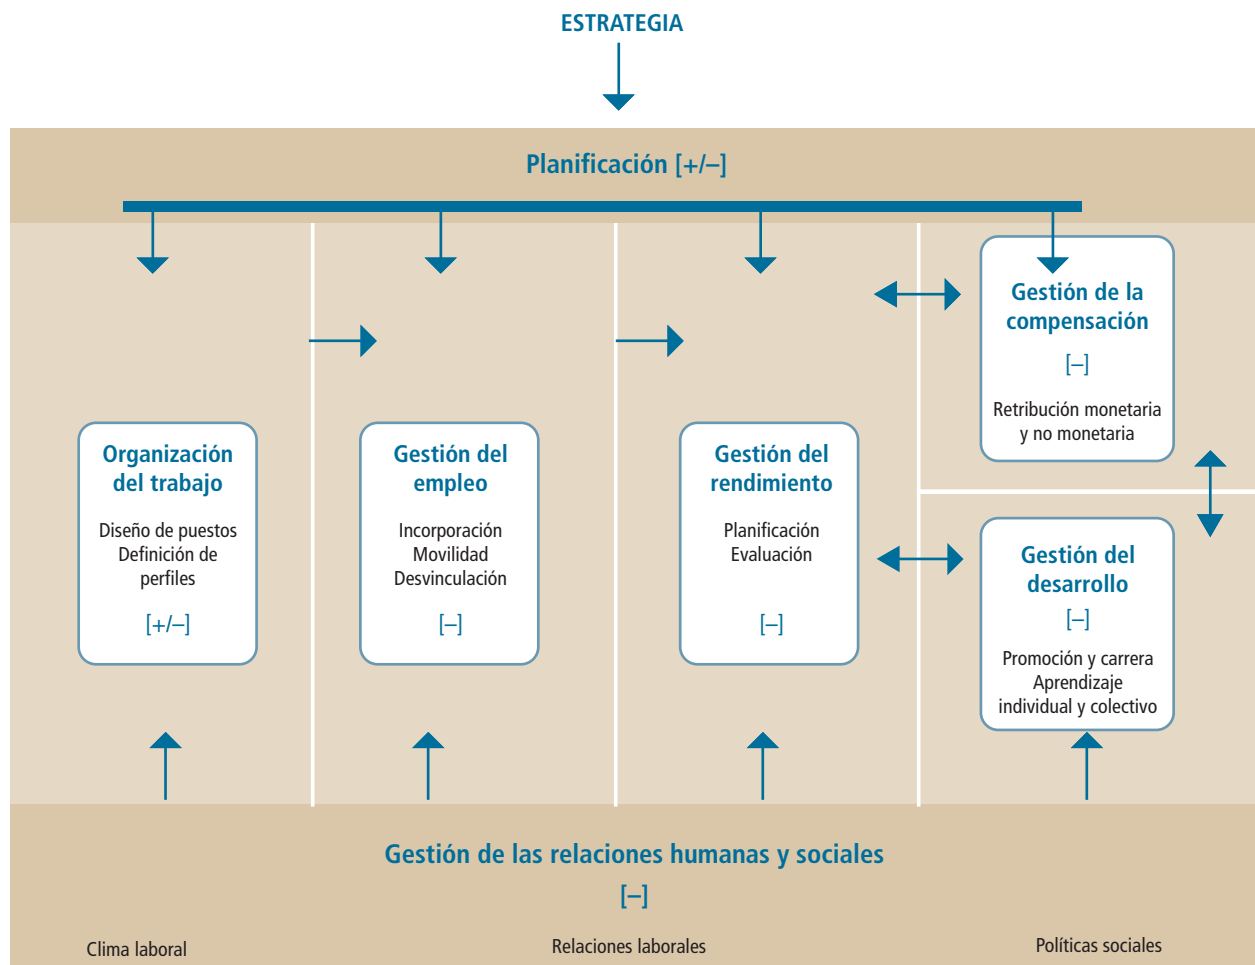 ESTRATEGIA
Planificación [+/–]
Organización
del trabajo
Diseño de puestos
Definición de
perfiles
[+/–]
Gestión del
empleo
Incorporación
Movilidad
Desvinculación
[–]
Gestión del
rendimiento
Planificación
Evaluación
[–]
Gestión de la
compensación
[–]
Retribución monetaria
y no monetaria
Gestión del
desarrollo
[–]
Promoción y carrera
Aprendizaje
individual y colectivo
Gestión de las relaciones humanas y sociales
[–]
Clima laboral
Relaciones laborales
Políticas sociales